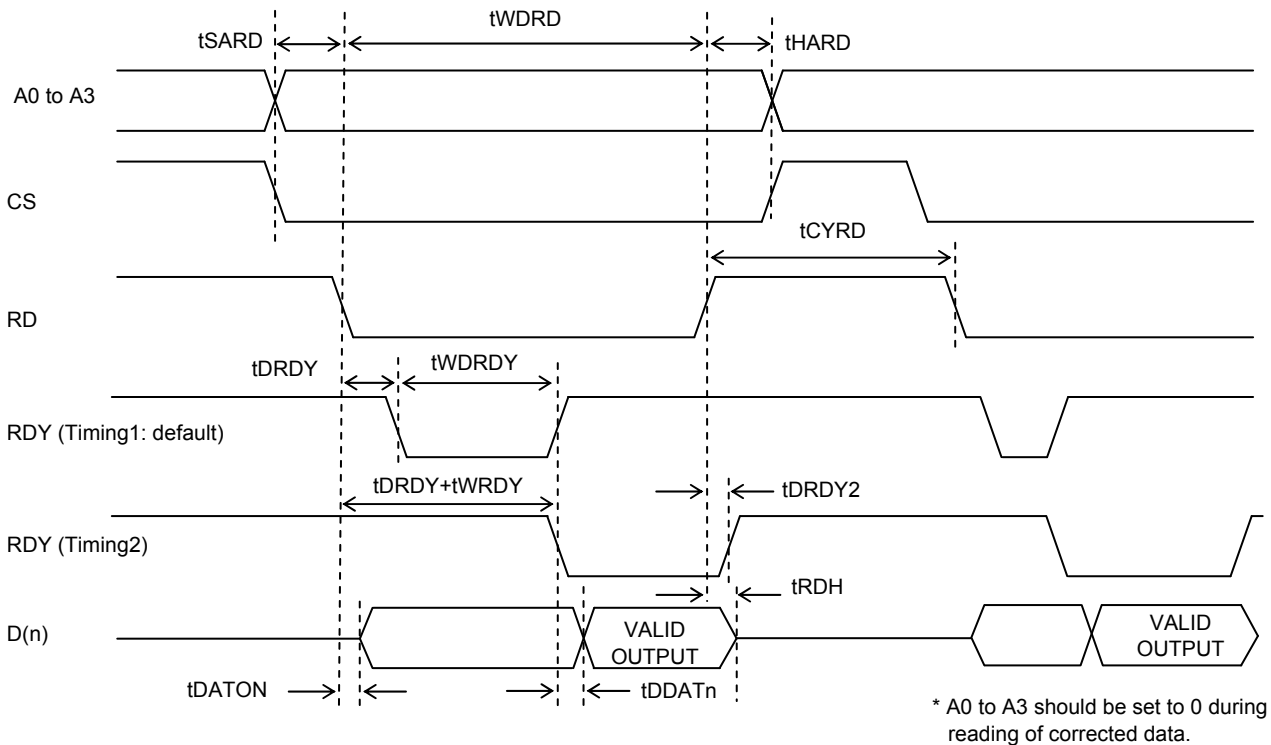 tWDRD
tSARD
tHARD
A0 to A3
CS
tCYRD
RD
tDRDY
tWDRDY
RDY (Timing1: default)
tDRDY+tWRDY
tDRDY2
RDY (Timing2)
tRDH
D(n)
VALID
OUTPUT
VALID
OUTPUT
tDATON
tDDATn
* A0 to A3 should be set to 0 during
reading of corrected data.